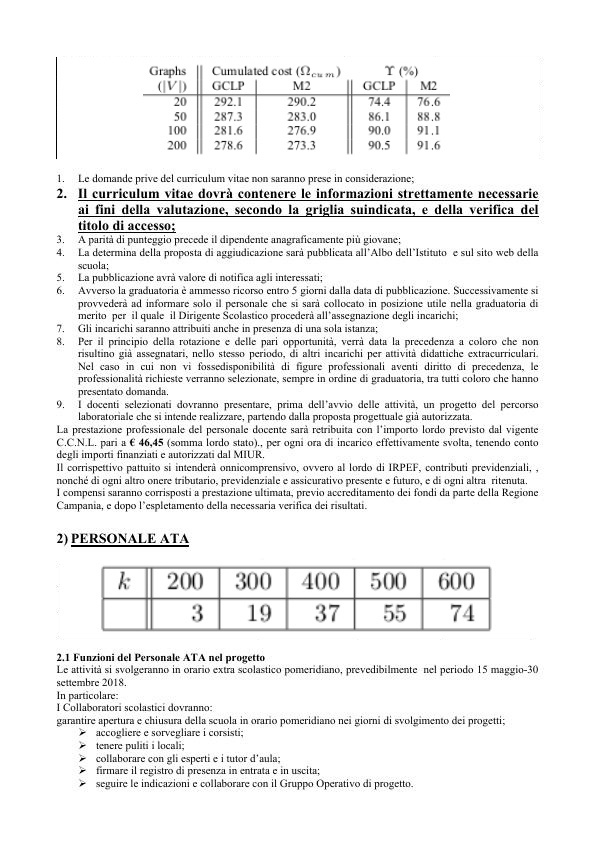 Graphs Cumulated cost (Ω_cum) ϒ (%)
(|V|) GCLP M2 GCLP M2
20 292.1 290.2 74.4 76.6
50 287.3 283.0 86.1 88.8
100 281.6 276.9 90.0 91.1
200 278.6 273.3 90.5 91.6
1. Le domande prive del curriculum vitae non saranno prese in considerazione;
2. Il curriculum vitae dovrà contenere le informazioni strettamente necessarie
ai fini della valutazione, secondo la griglia suindicata, e della verifica del
titolo di accesso;
3. A parità di punteggio precede il dipendente anagraficamente più giovane;
4. La determina della proposta di aggiudicazione sarà pubblicata all’Albo dell’Istituto e sul sito web della
scuola;
5. La pubblicazione avrà valore di notifica agli interessati;
6. Avverso la graduatoria è ammesso ricorso entro 5 giorni dalla data di pubblicazione. Successivamente si
provvederà ad informare solo il personale che si sarà collocato in posizione utile nella graduatoria di
merito per il quale il Dirigente Scolastico procederà all’assegnazione degli incarichi;
7. Gli incarichi saranno attribuiti anche in presenza di una sola istanza;
8. Per il principio della rotazione e delle pari opportunità, verrà data la precedenza a coloro che non
risultino già assegnatari, nello stesso periodo, di altri incarichi per attività didattiche extracurriculari.
Nel caso in cui non vi fossedisponibilità di figure professionali aventi diritto di precedenza, le
professionalità richieste verranno selezionate, sempre in ordine di graduatoria, tra tutti coloro che hanno
presentato domanda.
9. I docenti selezionati dovranno presentare, prima dell’avvio delle attività, un progetto del percorso
laboratoriale che si intende realizzare, partendo dalla proposta progettuale già autorizzata.
La prestazione professionale del personale docente sarà retribuita con l’importo lordo previsto dal vigente
C.C.N.L. pari a € 46,45 (somma lordo stato)., per ogni ora di incarico effettivamente svolta, tenendo conto
degli importi finanziati e autorizzati dal MIUR.
Il corrispettivo pattuito si intenderà onnicomprensivo, ovvero al lordo di IRPEF, contributi previdenziali, ,
nonché di ogni altro onere tributario, previdenziale e assicurativo presente e futuro, e di ogni altra ritenuta.
I compensi saranno corrisposti a prestazione ultimata, previo accreditamento dei fondi da parte della Regione
Campania, e dopo l’espletamento della necessaria verifica dei risultati.
2) PERSONALE ATA
k 200 300 400 500 600
3 19 37 55 74
2.1 Funzioni del Personale ATA nel progetto
Le attività si svolgeranno in orario extra scolastico pomeridiano, prevedibilmente nel periodo 15 maggio-30
settembre 2018.
In particolare:
I Collaboratori scolastici dovranno:
garantire apertura e chiusura della scuola in orario pomeridiano nei giorni di svolgimento dei progetti;
➢ accogliere e sorvegliare i corsisti;
➢ tenere puliti i locali;
➢ collaborare con gli esperti e i tutor d’aula;
➢ firmare il registro di presenza in entrata e in uscita;
➢ seguire le indicazioni e collaborare con il Gruppo Operativo di progetto.